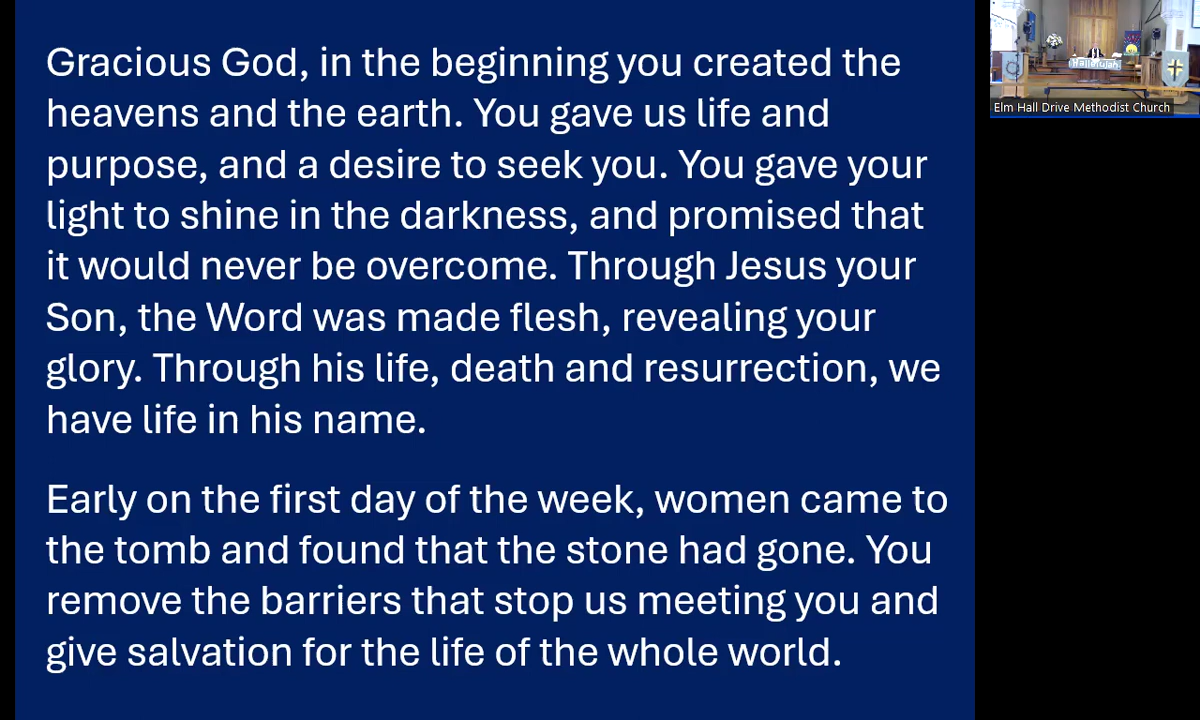 Gracious God, in the beginning you created the
heavens and the earth. You gave us life and
purpose, and a desire to seek you. You gave your
light to shine in the darkness, and promised that
it would never be overcome. Through Jesus your
Son, the Word was made flesh, revealing your
glory. Through his life, death and resurrection, we
have life in his name.
Early on the first day of the week, women came to
the tomb and found that the stone had gone. You
remove the barriers that stop us meeting you and
give salvation for the life of the whole world.
Hallelujah
Elm Hall Drive Methodist Church